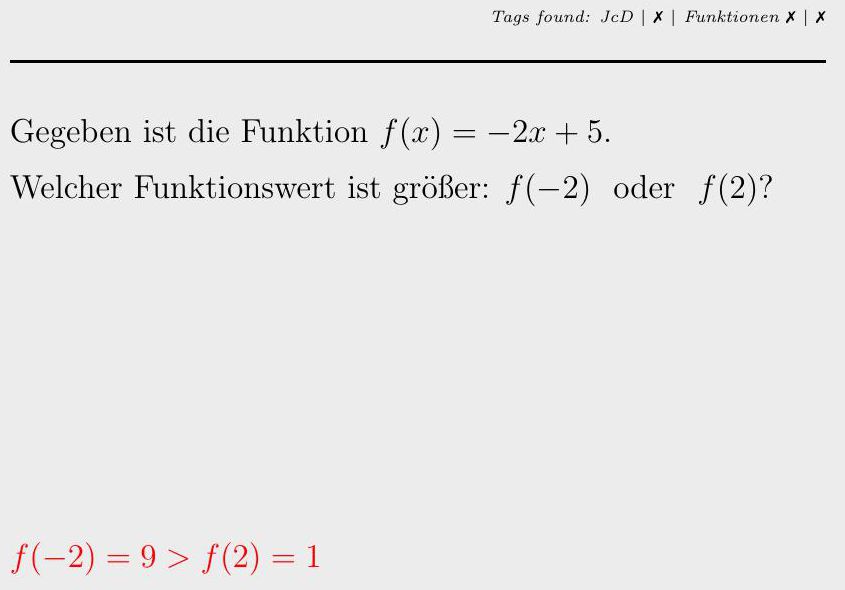 Tags found: JcD | ✗ | Funktionen ✗ | ✗
Gegeben ist die Funktion f(x) = −2x + 5.
Welcher Funktionswert ist größer: f(−2) oder f(2)?
f(−2) = 9 > f(2) = 1